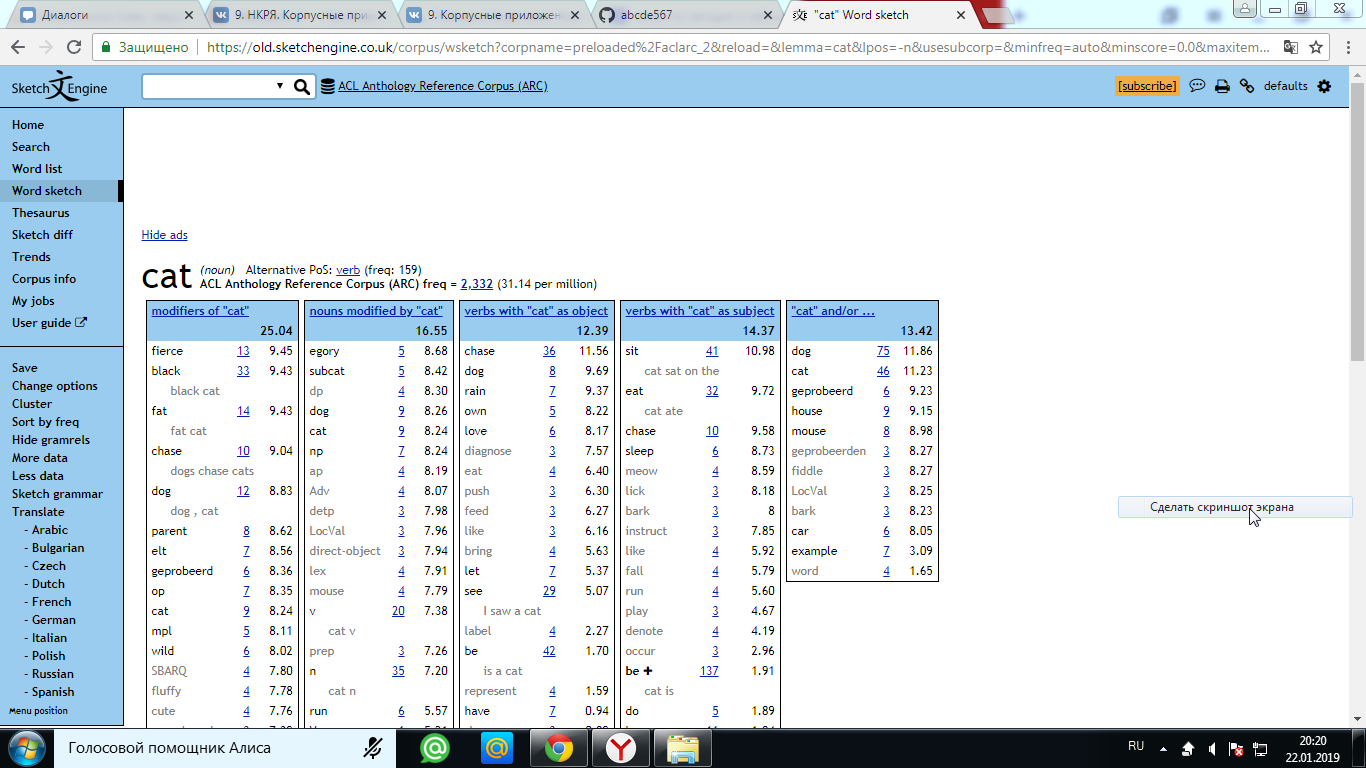 Диалоги
9. НКРЯ. Корпусные при
9. Корпусные приложен
abcde567
"cat" Word sketch
Защищено
https://old.sketchengine.co.uk/corpus/wsketch?corpname=preloaded%2Faclarc_2&reload=&lemma=cat&lpos=-n&usesubcorp=&minfreq=auto&minscore=0.0&maxitem...
Sketch Engine
ACL Anthology Reference Corpus (ARC)
[subscribe]
defaults
Home
Search
Word list
Word sketch
Thesaurus
Sketch diff
Trends
Corpus info
My jobs
User guide
Save
Change options
Cluster
Sort by freq
Hide gramrels
More data
Less data
Sketch grammar
Translate
- Arabic
- Bulgarian
- Czech
- Dutch
- French
- German
- Italian
- Polish
- Russian
- Spanish
Menu position
Hide ads
cat (noun) Alternative PoS: verb (freq: 159)
ACL Anthology Reference Corpus (ARC) freq = 2,332 (31.14 per million)
modifiers of "cat"
25.04
fierce 13 9.45
black 33 9.43
black cat
fat 14 9.43
fat cat
chase 10 9.04
dogs chase cats
dog 12 8.83
dog , cat
parent 8 8.62
elt 7 8.56
geprobeerd 6 8.36
op 7 8.35
cat 9 8.24
mpl 5 8.11
wild 6 8.02
SBARQ 4 7.80
fluffy 4 7.78
cute 4 7.76
nouns modified by "cat"
16.55
egory 5 8.68
subcat 5 8.42
dp 4 8.30
dog 9 8.26
cat 9 8.24
np 7 8.24
ap 4 8.19
Adv 4 8.07
detp 3 7.98
LocVal 3 7.96
direct-object 3 7.94
lex 4 7.91
mouse 4 7.79
v 20 7.38
cat v
prep 3 7.26
n 35 7.20
cat n
run 6 5.57
verbs with "cat" as object
12.39
chase 36 11.56
dog 8 9.69
rain 7 9.37
own 5 8.22
love 6 8.17
diagnose 3 7.57
eat 4 6.40
push 3 6.30
feed 3 6.27
like 3 6.16
bring 4 5.63
let 7 5.37
see 29 5.07
I saw a cat
label 4 2.27
be 42 1.70
is a cat
represent 4 1.59
have 7 0.94
verbs with "cat" as subject
14.37
sit 41 10.98
cat sat on the
eat 32 9.72
cat ate
chase 10 9.58
sleep 6 8.73
meow 4 8.59
lick 3 8.18
bark 3 8
instruct 3 7.85
like 4 5.92
fall 4 5.79
run 4 5.60
play 3 4.67
denote 4 4.19
occur 3 2.96
be + 137 1.91
cat is
do 5 1.89
"cat" and/or ...
13.42
dog 75 11.86
cat 46 11.23
geprobeerd 6 9.23
house 9 9.15
mouse 8 8.98
geprobeerden 3 8.27
fiddle 3 8.27
LocVal 3 8.25
bark 3 8.23
car 6 8.05
example 7 3.09
word 4 1.65
Сделать скриншот экрана
Голосовой помощник Алиса
RU
20:20
22.01.2019